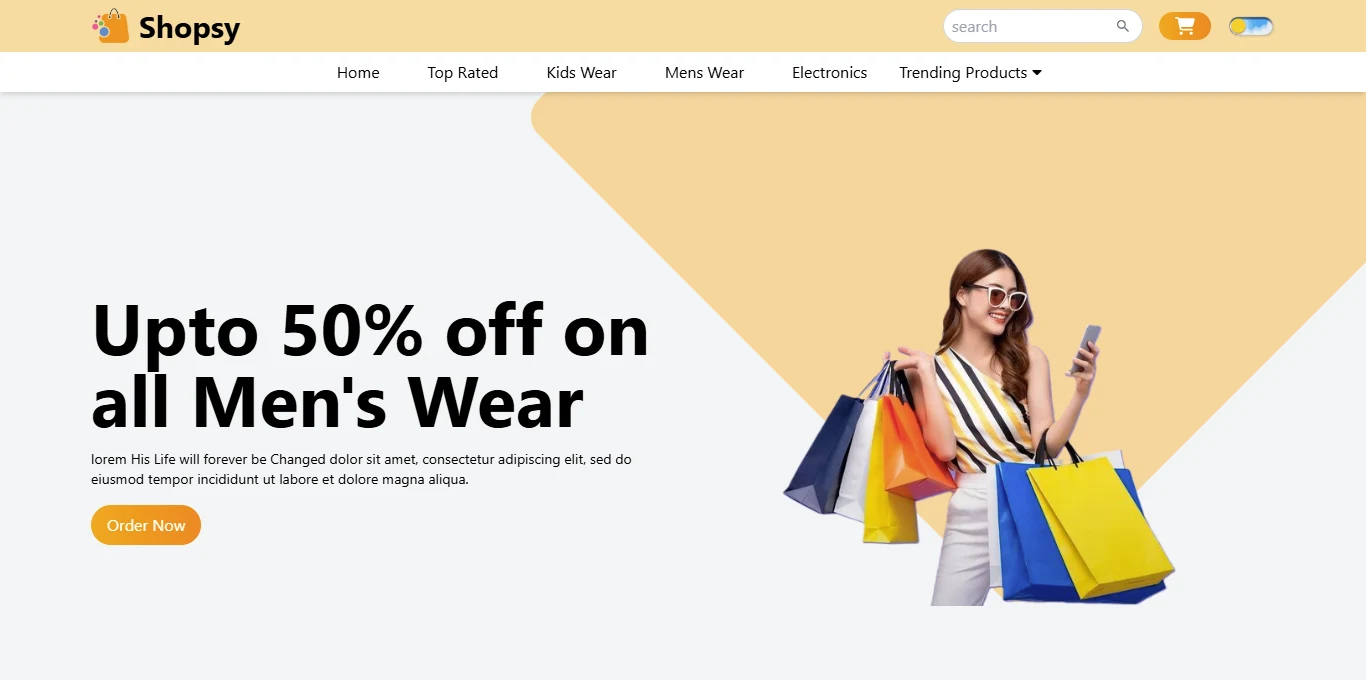 Shopsy
search
Home Top Rated Kids Wear Mens Wear Electronics Trending Products
Upto 50% off on
all Men's Wear
lorem His Life will forever be Changed dolor sit amet, consectetur adipiscing elit, sed do
eiusmod tempor incididunt ut labore et dolore magna aliqua.
Order Now